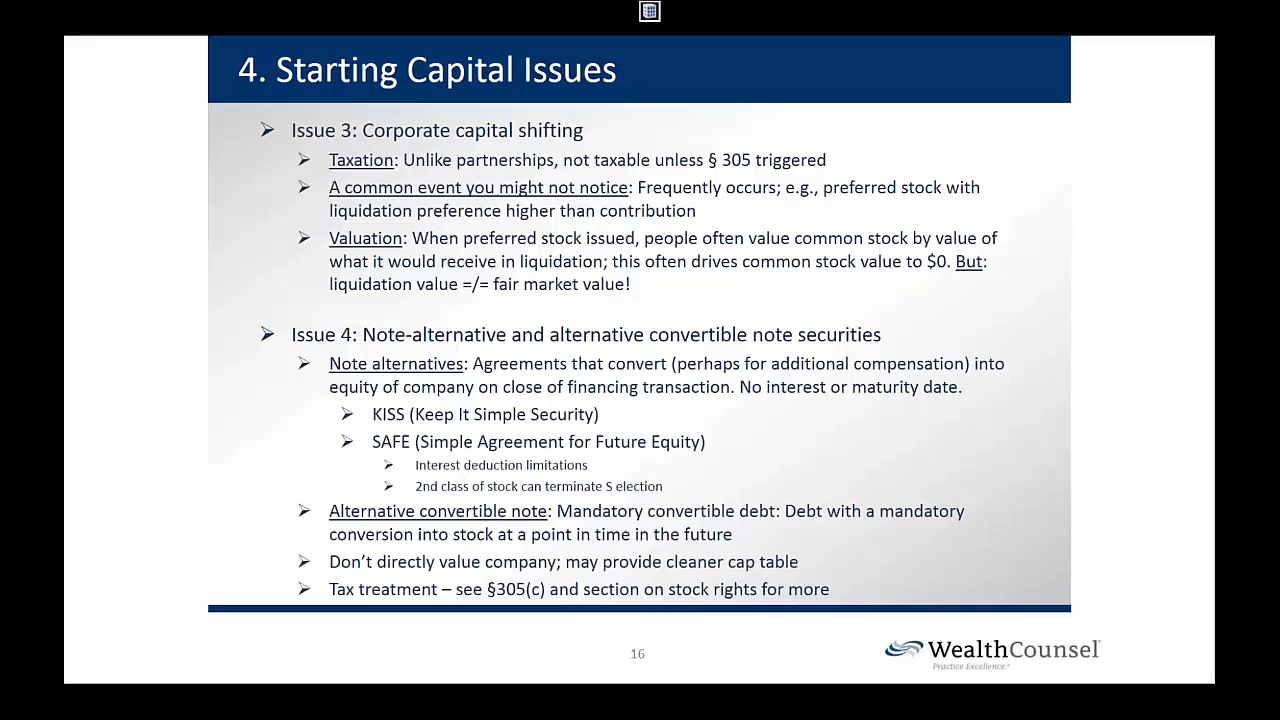 4. Starting Capital Issues
Issue 3: Corporate capital shifting
Taxation: Unlike partnerships, not taxable unless § 305 triggered
A common event you might not notice: Frequently occurs; e.g., preferred stock with
liquidation preference higher than contribution
Valuation: When preferred stock issued, people often value common stock by value of
what it would receive in liquidation; this often drives common stock value to $0. But:
liquidation value =/= fair market value!
Issue 4: Note-alternative and alternative convertible note securities
Note alternatives: Agreements that convert (perhaps for additional compensation) into
equity of company on close of financing transaction. No interest or maturity date.
KISS (Keep It Simple Security)
SAFE (Simple Agreement for Future Equity)
Interest deduction limitations
2nd class of stock can terminate S election
Alternative convertible note: Mandatory convertible debt: Debt with a mandatory
conversion into stock at a point in time in the future
Don’t directly value company; may provide cleaner cap table
Tax treatment – see §305(c) and section on stock rights for more
16
WealthCounsel
Practice Excellence.